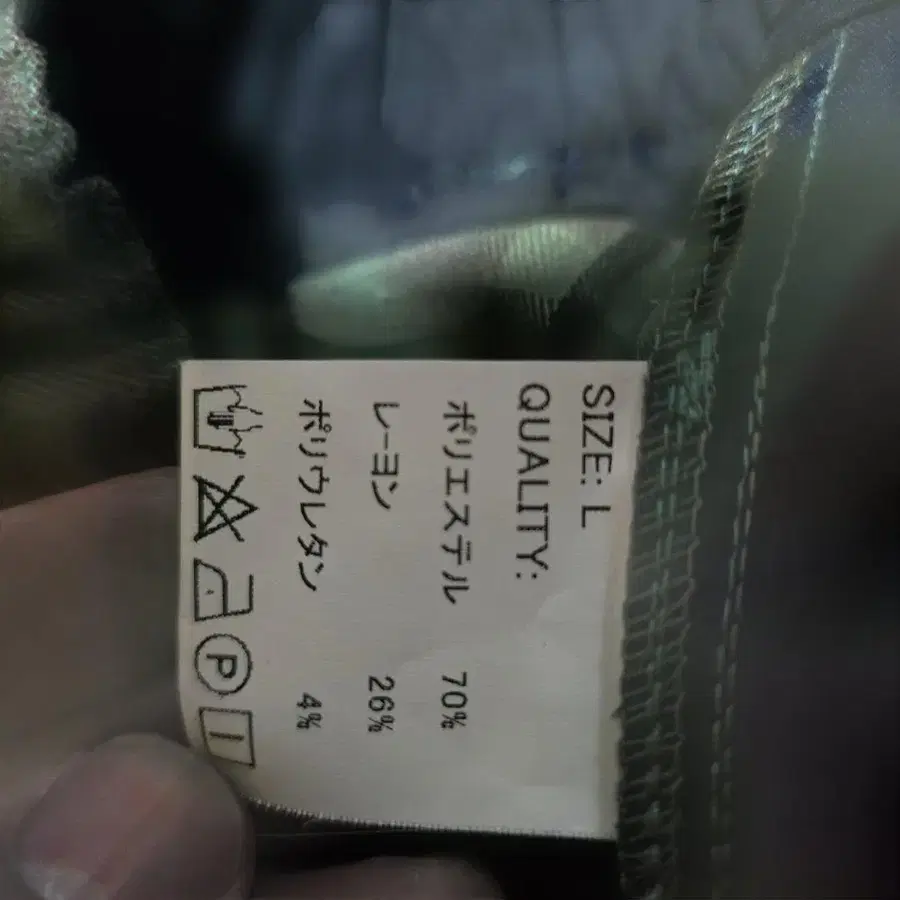 SIZE: L
QUALITY:
ポリエステル 70%
レーヨン 26%
ポリウレタン 4%
P